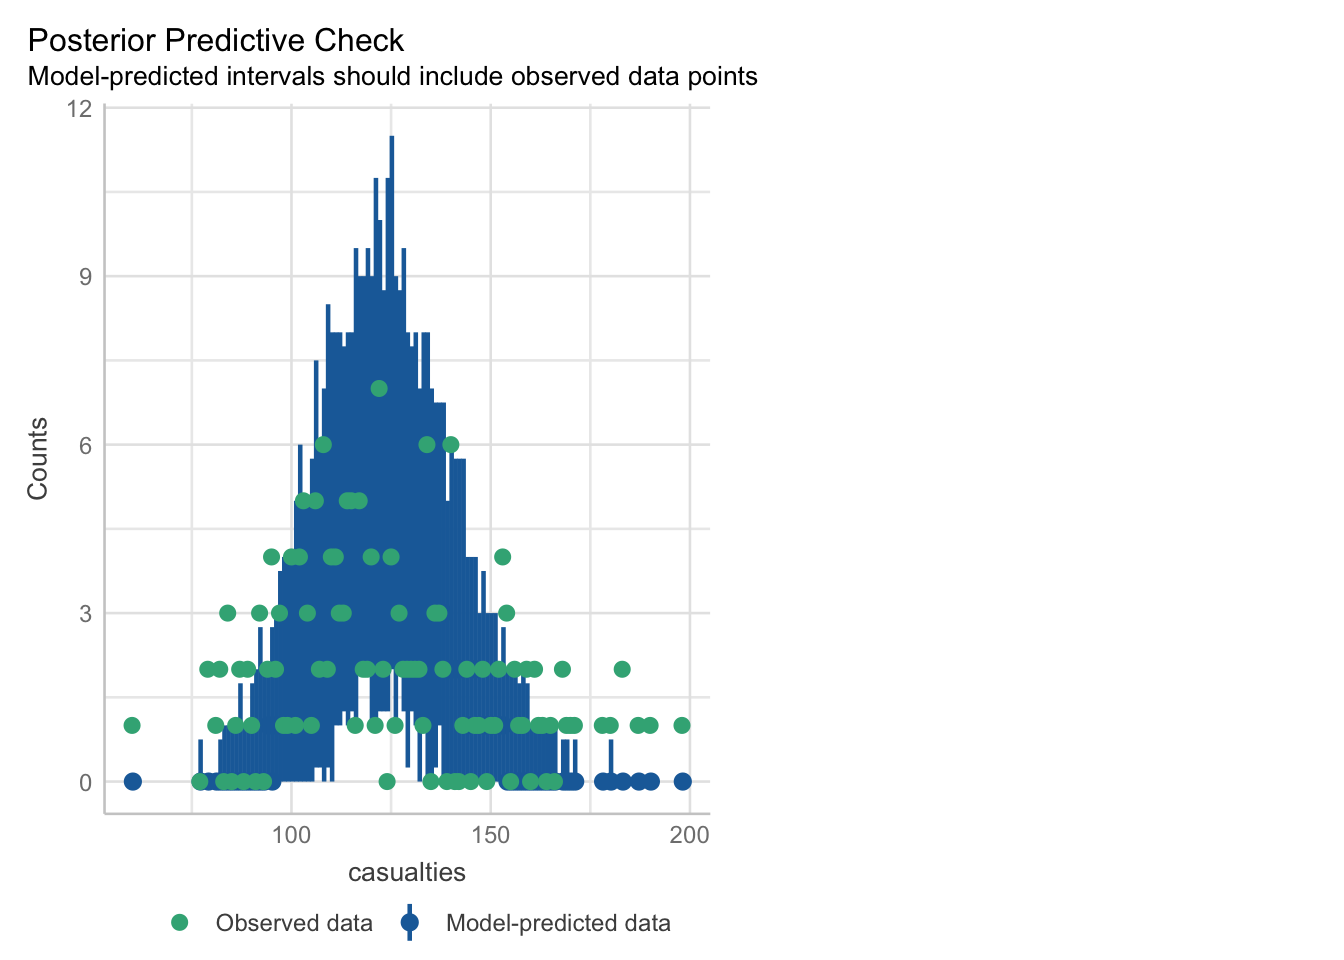 Posterior Predictive Check
Model-predicted intervals should include observed data points
12
9
6
3
0
Counts
100 150 200
casualties
Observed data Model-predicted data